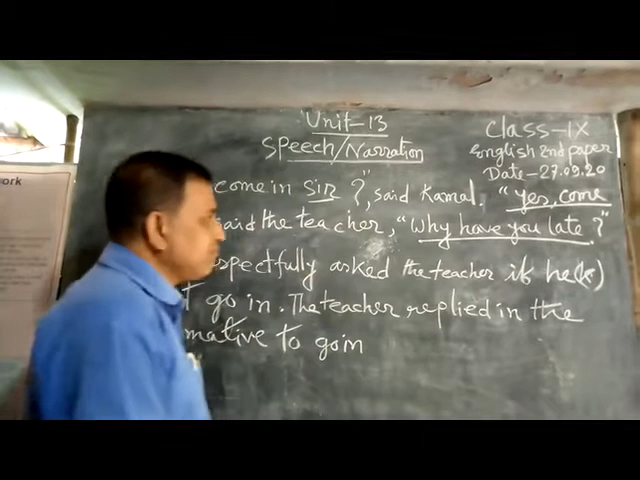 Unit-13
Speech/Narration
Class-IX
English 2nd paper
Date-27.09.20
come in Sir?", said Kamal. "yes, come
said the teacher, "Why have you late?"
spectfully asked the teacher if he(k)
go in. The teacher replied in the
mative to go in
ork